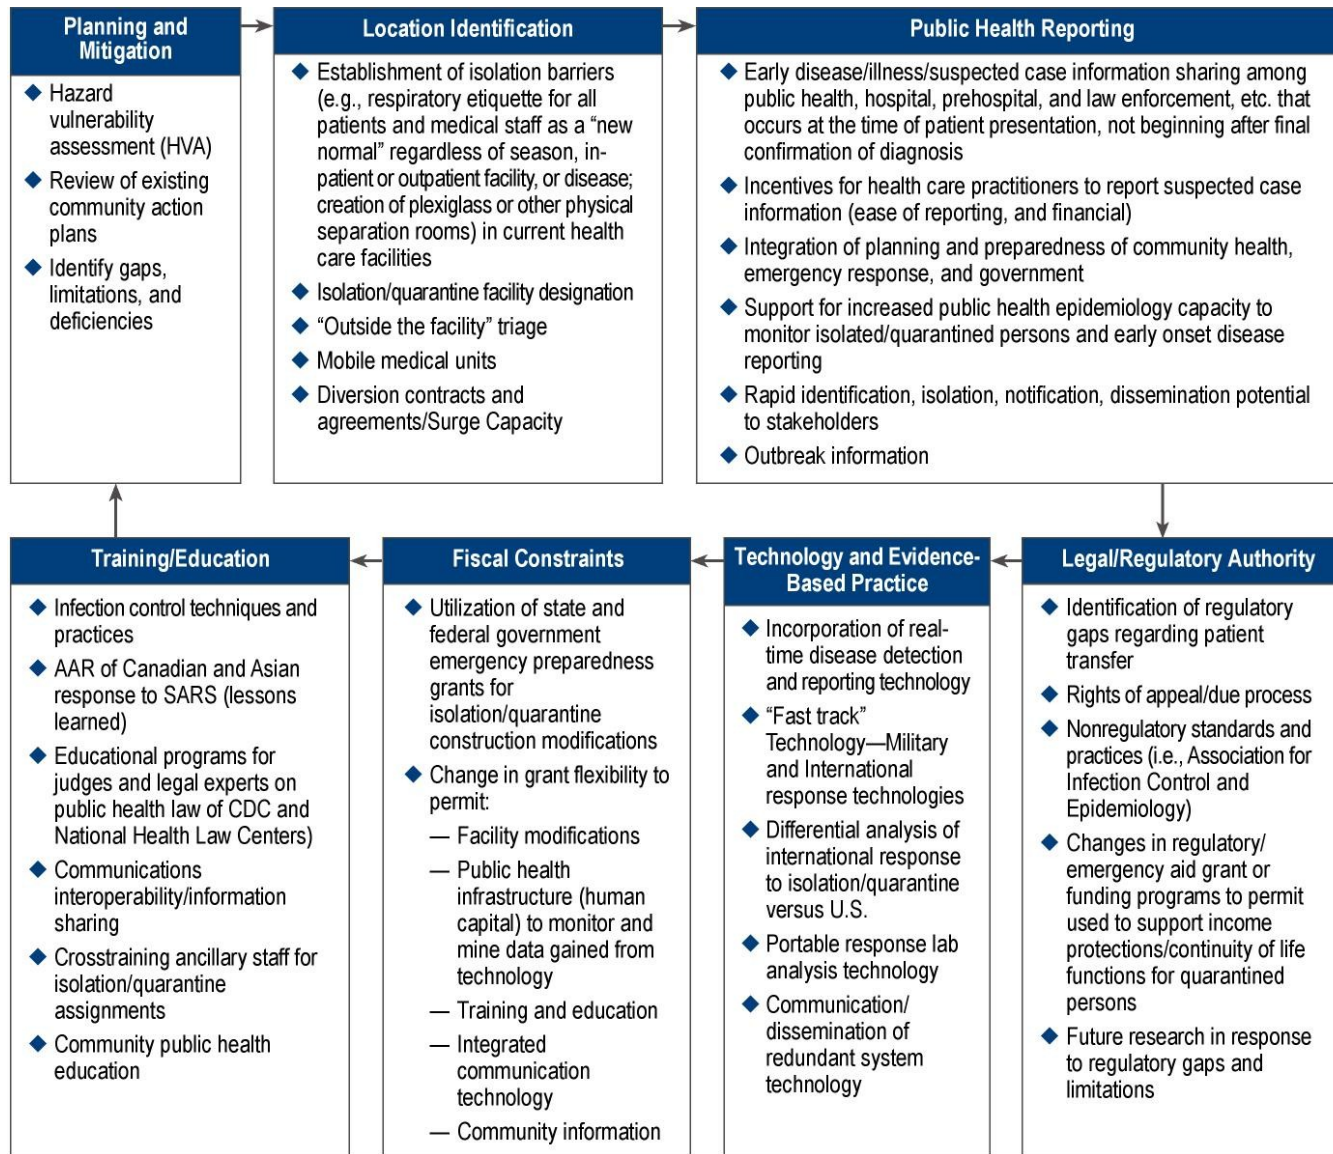 Planning and
Mitigation
◆ Hazard
vulnerability
assessment (HVA)
◆ Review of existing
community action
plans
◆ Identify gaps,
limitations, and
deficiencies
Location Identification
◆ Establishment of isolation barriers
(e.g., respiratory etiquette for all
patients and medical staff as a “new
normal” regardless of season, in-
patient or outpatient facility, or disease;
creation of plexiglass or other physical
separation rooms) in current health
care facilities
◆ Isolation/quarantine facility designation
◆ “Outside the facility” triage
◆ Mobile medical units
◆ Diversion contracts and
agreements/Surge Capacity
Public Health Reporting
◆ Early disease/illness/suspected case information sharing among
public health, hospital, prehospital, and law enforcement, etc. that
occurs at the time of patient presentation, not beginning after final
confirmation of diagnosis
◆ Incentives for health care practitioners to report suspected case
information (ease of reporting, and financial)
◆ Integration of planning and preparedness of community health,
emergency response, and government
◆ Support for increased public health epidemiology capacity to
monitor isolated/quarantined persons and early onset disease
reporting
◆ Rapid identification, isolation, notification, dissemination potential
to stakeholders
◆ Outbreak information
Legal/Regulatory Authority
◆ Identification of regulatory
gaps regarding patient
transfer
◆ Rights of appeal/due process
◆ Nonregulatory standards and
practices (i.e., Association for
Infection Control and
Epidemiology)
◆ Changes in regulatory/
emergency aid grant or
funding programs to permit
used to support income
protections/continuity of life
functions for quarantined
persons
◆ Future research in response
to regulatory gaps and
limitations
Technology and Evidence-
Based Practice
◆ Incorporation of real-
time disease detection
and reporting technology
◆ “Fast track”
Technology—Military
and International
response technologies
◆ Differential analysis of
international response
to isolation/quarantine
versus U.S.
◆ Portable response lab
analysis technology
◆ Communication/
dissemination of
redundant system
technology
Fiscal Constraints
◆ Utilization of state and
federal government
emergency preparedness
grants for
isolation/quarantine
construction modifications
◆ Change in grant flexibility to
permit:
— Facility modifications
— Public health
infrastructure (human
capital) to monitor and
mine data gained from
technology
— Training and education
— Integrated
communication
technology
— Community information
Training/Education
◆ Infection control techniques and
practices
◆ AAR of Canadian and Asian
response to SARS (lessons
learned)
◆ Educational programs for
judges and legal experts on
public health law of CDC and
National Health Law Centers)
◆ Communications
interoperability/information
sharing
◆ Crosstraining ancillary staff for
isolation/quarantine
assignments
◆ Community public health
education